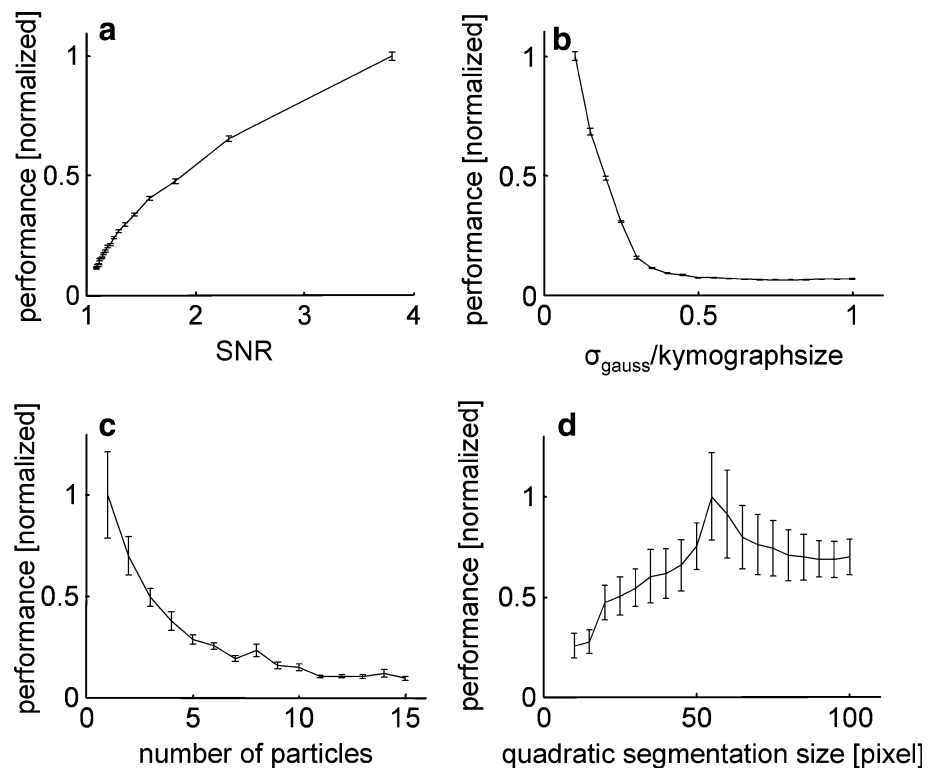 a
performance [normalized]
1
0.5
0
1
2
3
4
SNR
b
performance [normalized]
1
0.5
0
0
0.5
1
σgauss/kymographsize
c
performance [normalized]
1
0.5
0
0
5
10
15
number of particles
d
performance [normalized]
1
0.5
0
0
50
100
quadratic segmentation size [pixel]